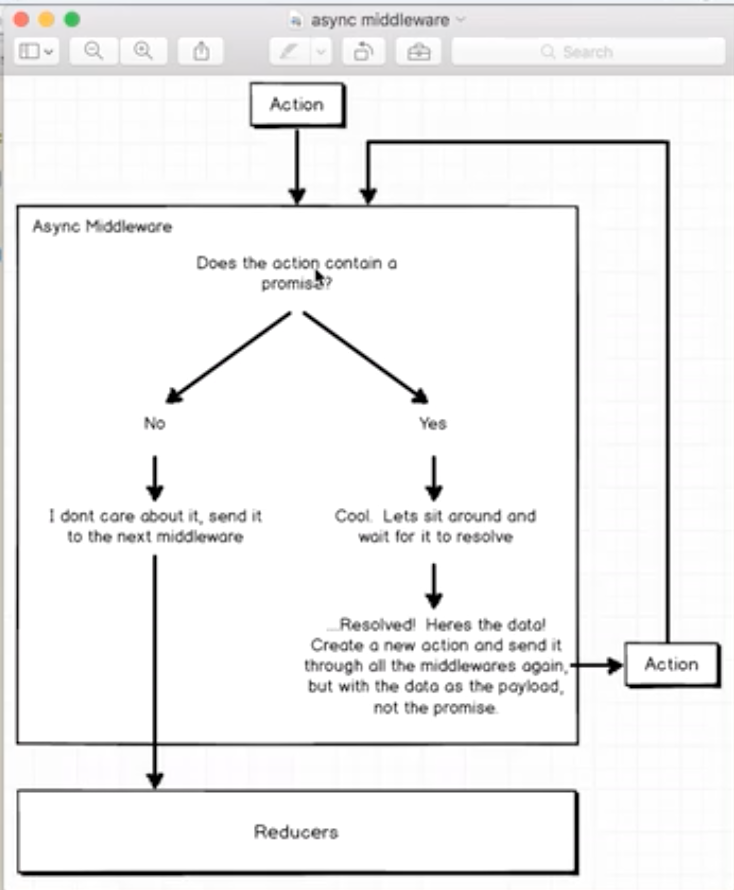 async middleware
Search
Action
Async Middleware
Does the action contain a
promise?
No
Yes
I dont care about it, send it
to the next middleware
Cool. Lets sit around and
wait for it to resolve
...Resolved! Heres the data!
Create a new action and send it
through all the middlewares again,
but with the data as the payload,
not the promise.
Action
Reducers